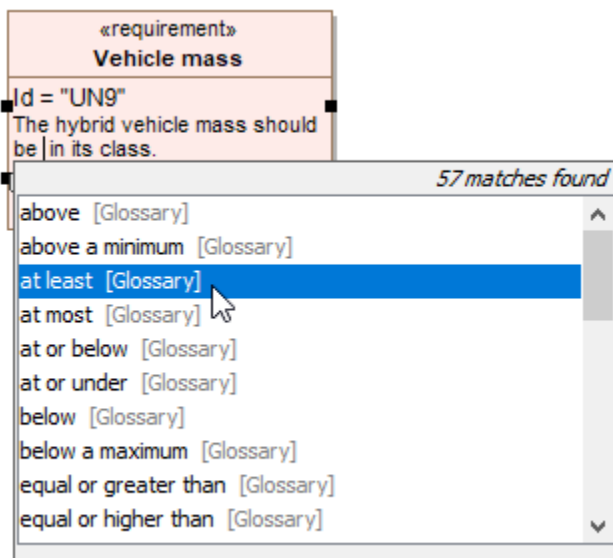 «requirement»
Vehicle mass
Id = "UN9"
The hybrid vehicle mass should
be in its class.
57 matches found
above [Glossary]
above a minimum [Glossary]
at least [Glossary]
at most [Glossary]
at or below [Glossary]
at or under [Glossary]
below [Glossary]
below a maximum [Glossary]
equal or greater than [Glossary]
equal or higher than [Glossary]